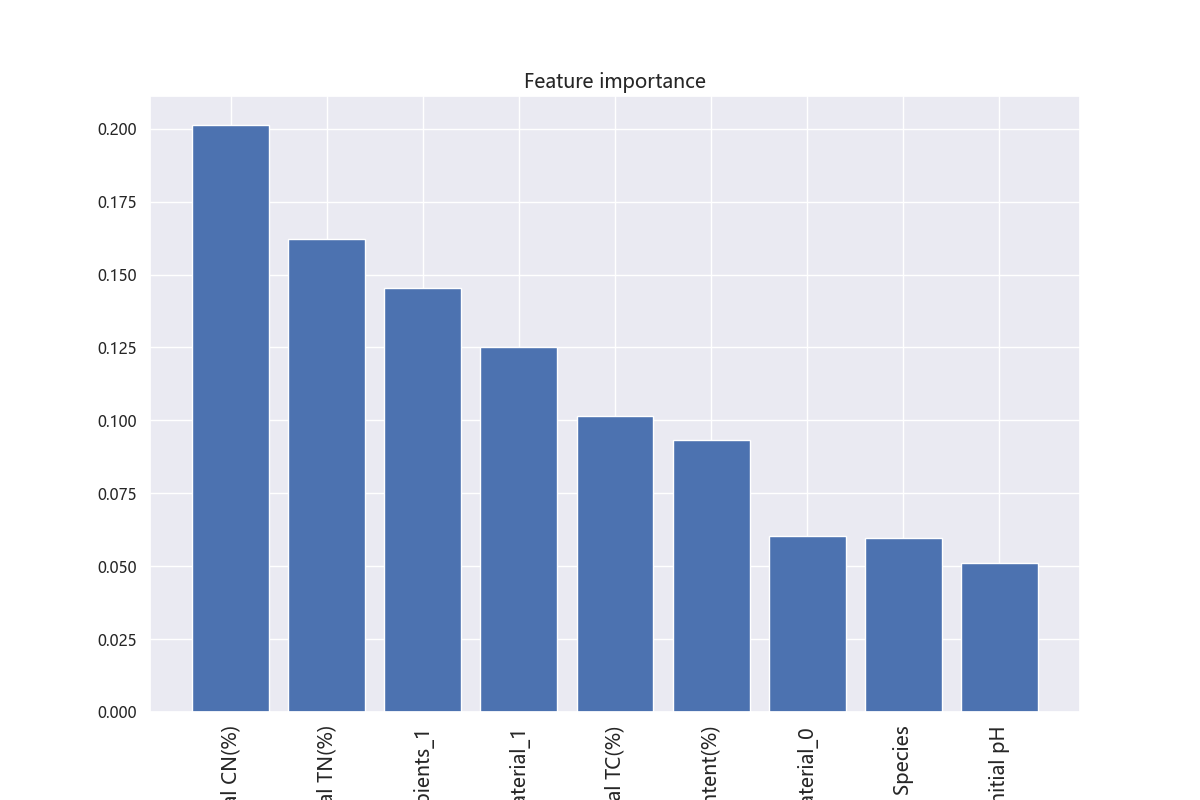 Feature importance
0.200
0.175
0.150
0.125
0.100
0.075
0.050
0.025
0.000
al CN(%)
al TN(%)
pients_1
aterial_1
al TC(%)
ntent(%)
aterial_0
Species
nitial pH